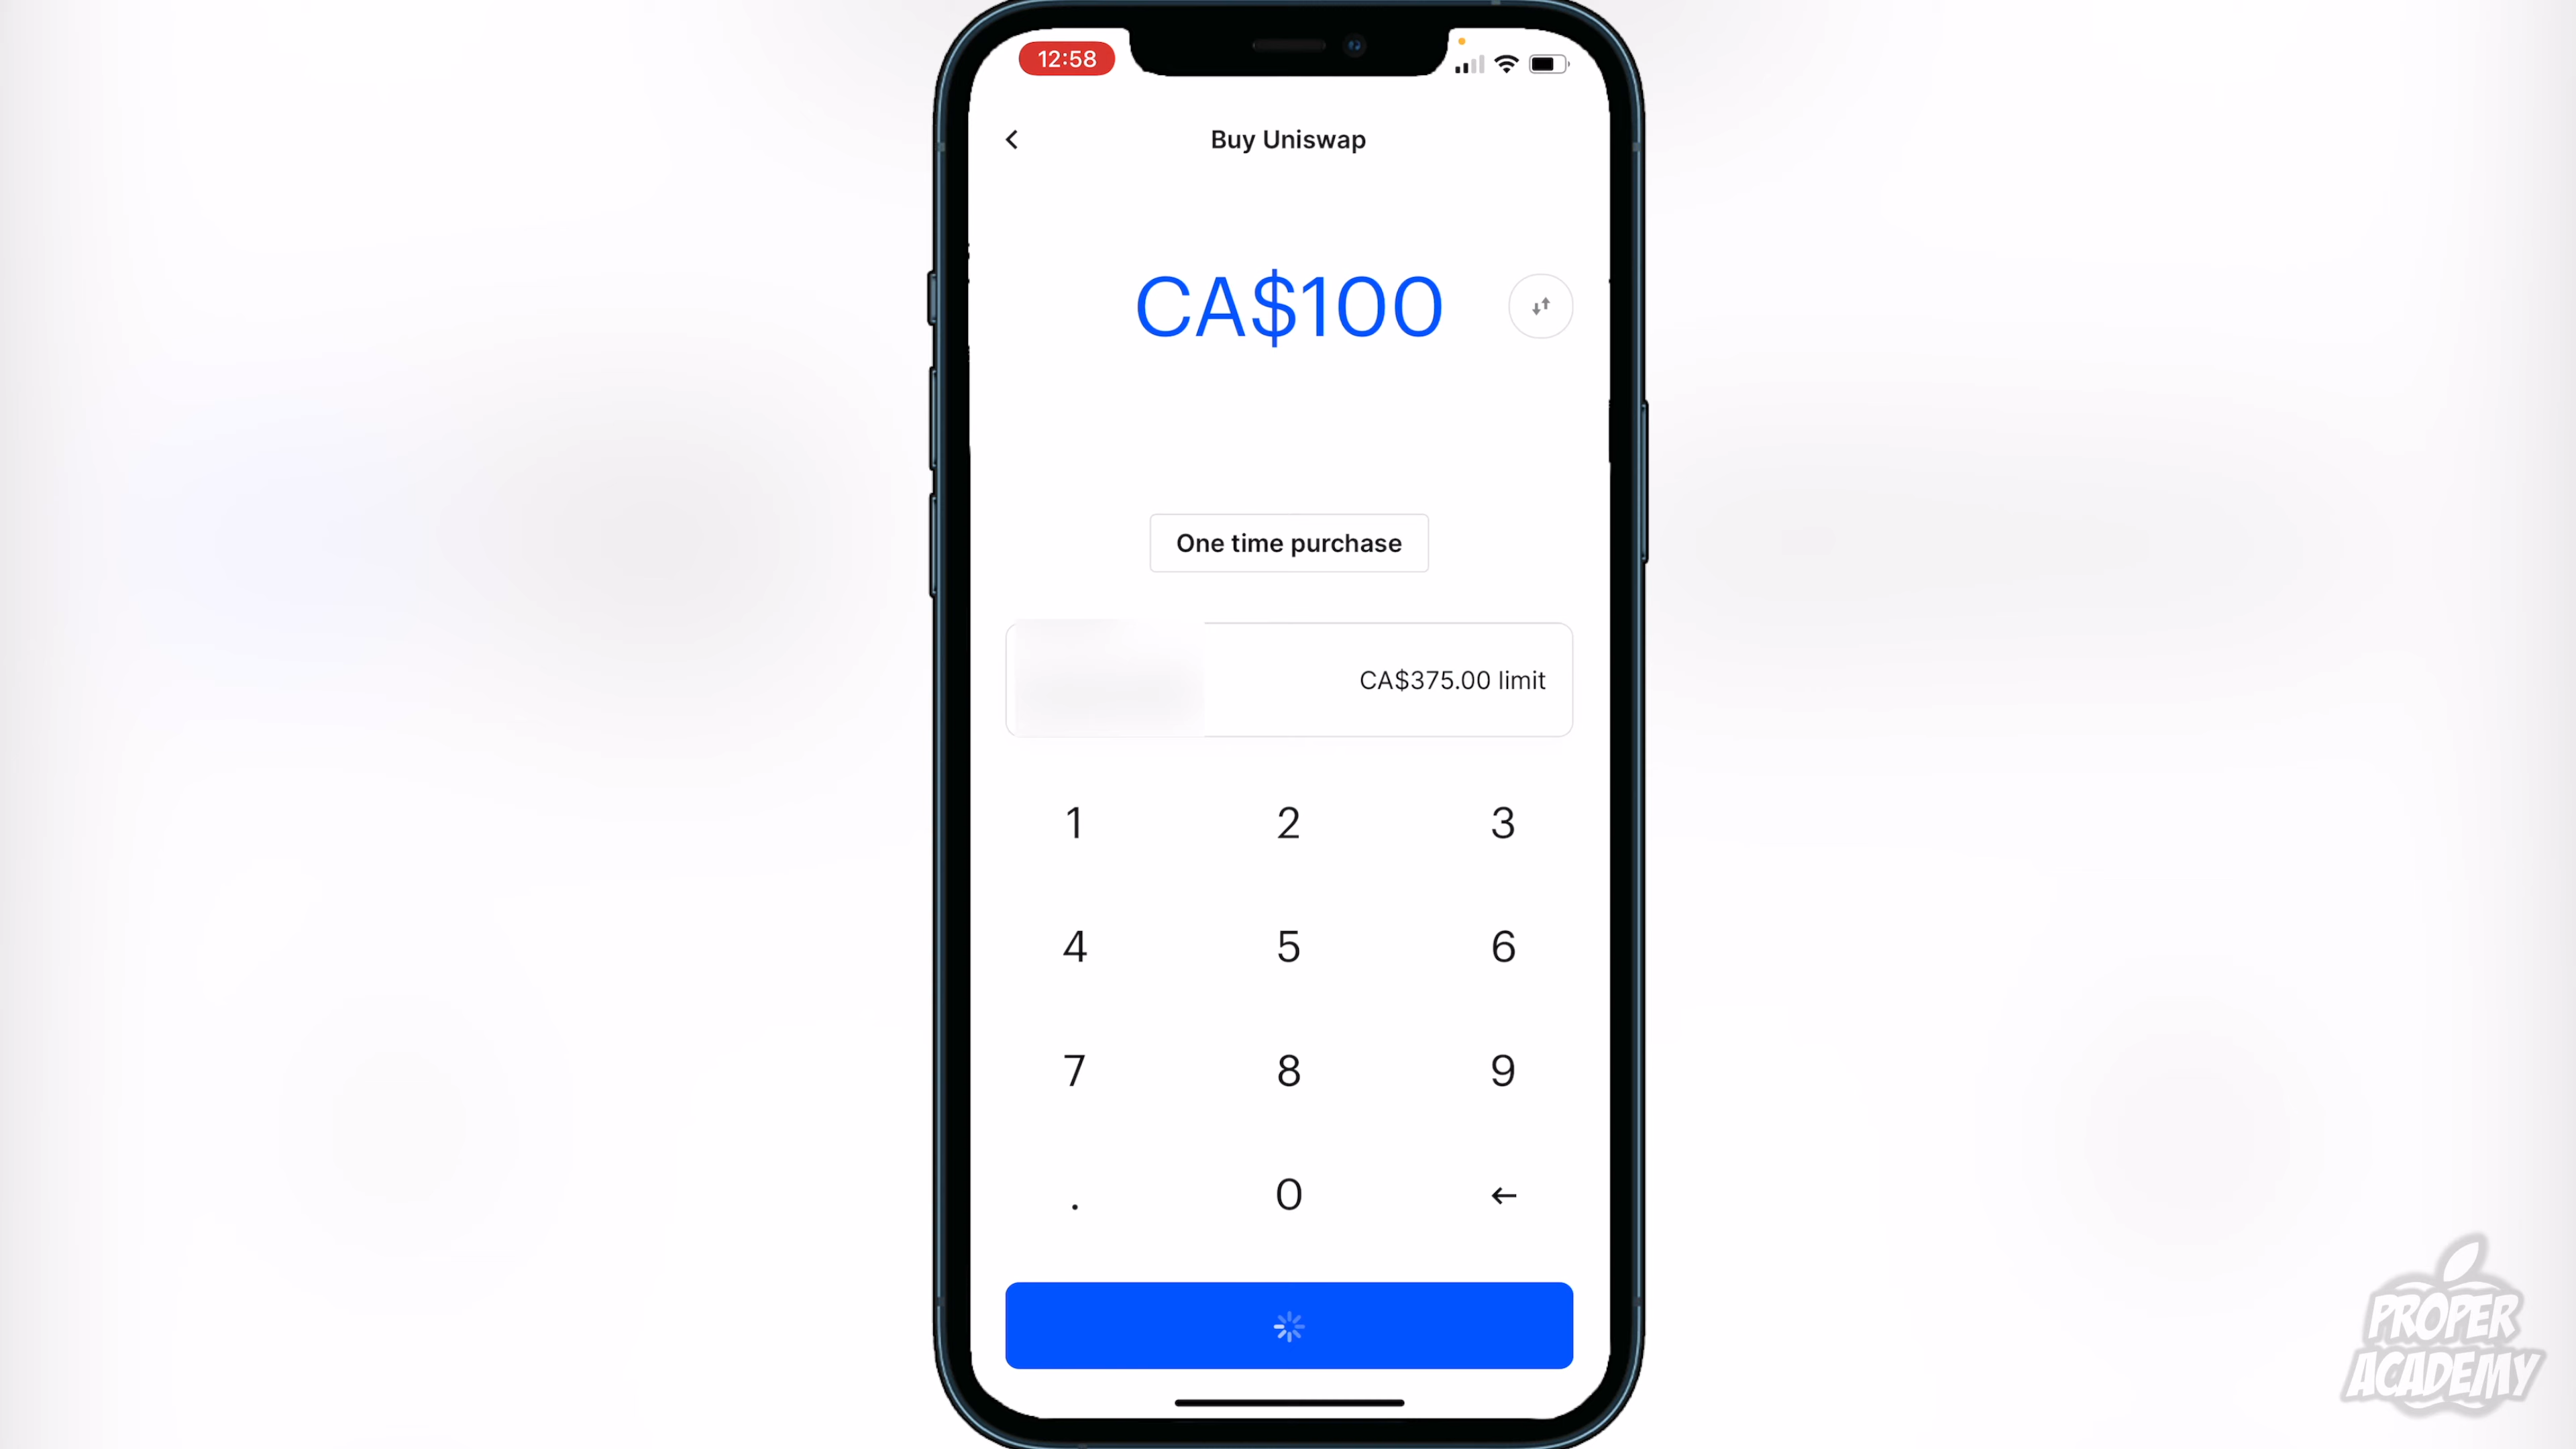 12:58
Buy Uniswap
CA$100
One time purchase
CA$375.00 limit
1 2 3
4 5 6
7 8 9
. 0
PROPER
ACADEMY